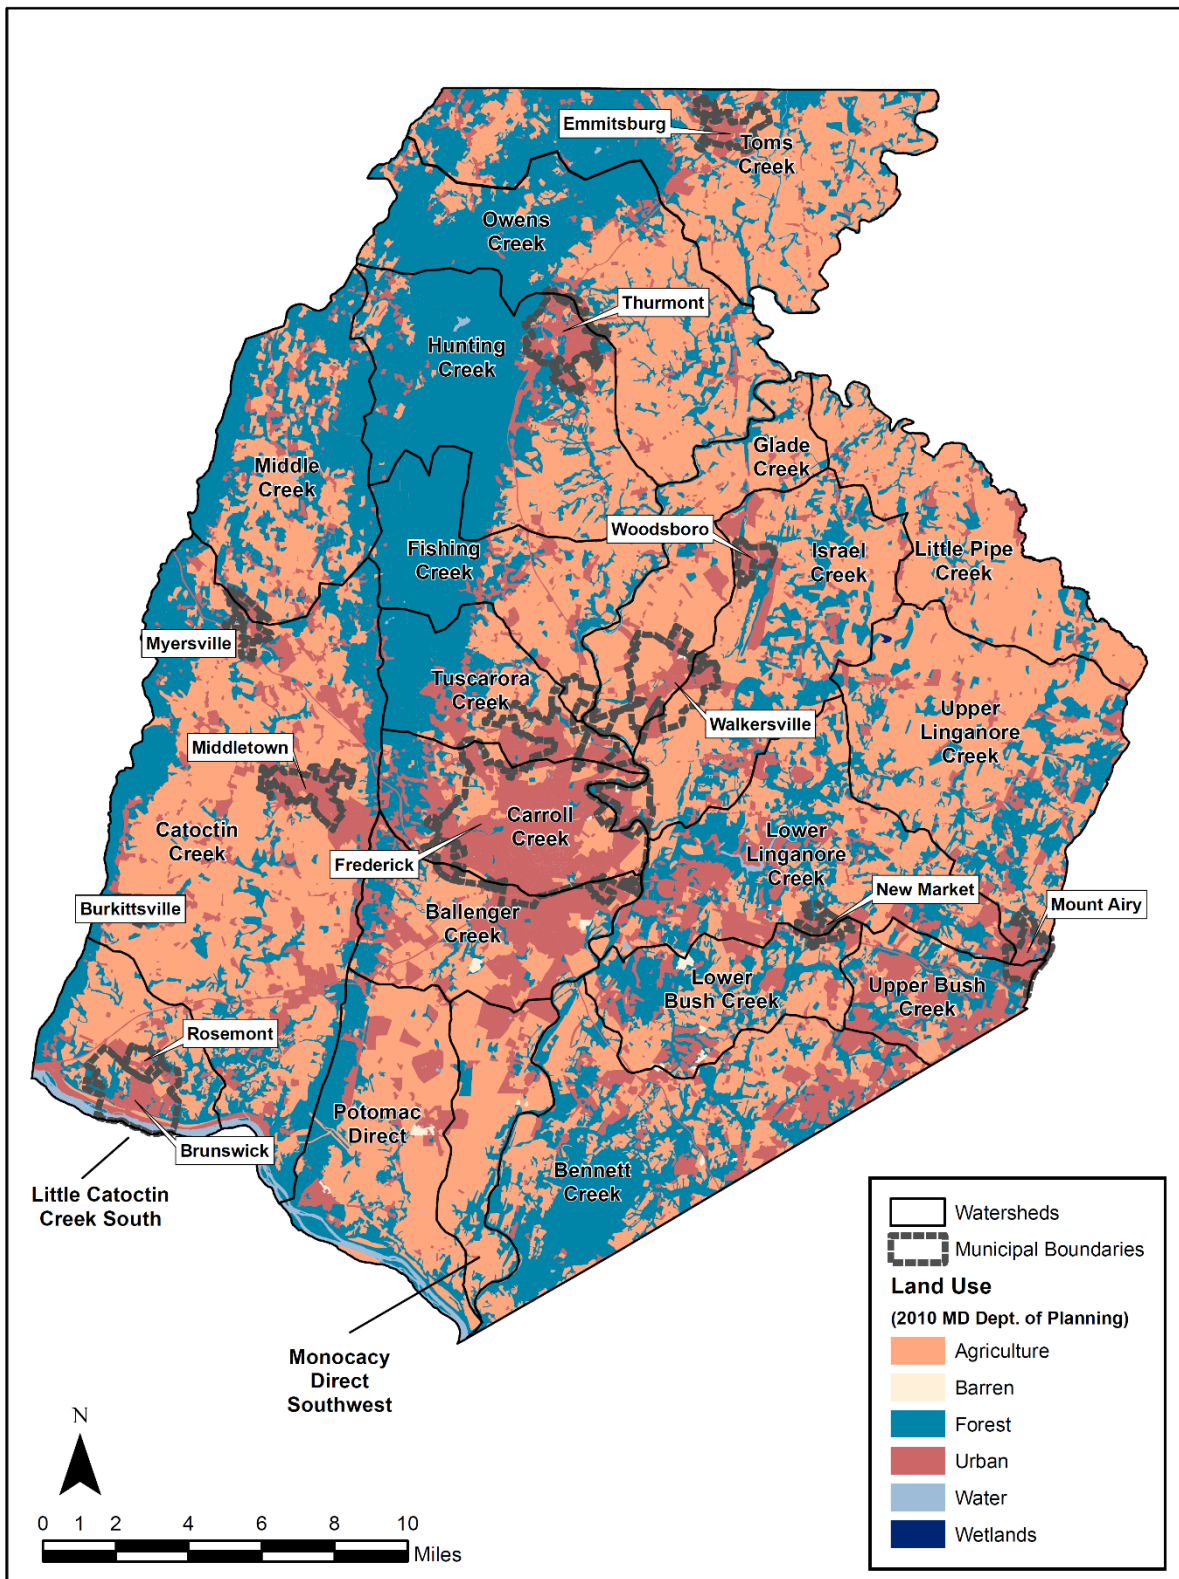 Emmitsburg
Toms
Creek
Owens
Creek
Thurmont
Hunting
Creek
Glade
Creek
Middle
Creek
Woodsboro
Fishing
Creek
Israel
Creek
Little Pipe
Creek
Myersville
Tuscarora
Creek
Walkersville
Upper
Linganore
Creek
Middletown
Catoctin
Creek
Carroll
Creek
Lower
Linganore
Creek
Frederick
New Market
Mount Airy
Burkittsville
Ballenger
Creek
Lower
Bush Creek
Upper Bush
Creek
Rosemont
Potomac
Direct
Brunswick
Bennett
Creek
Little Catoctin
Creek South
Monocacy
Direct
Southwest
Watersheds
Municipal Boundaries
Land Use
(2010 MD Dept. of Planning)
Agriculture
Barren
Forest
Urban
Water
Wetlands
N
0 1 2 4 6 8 10
Miles